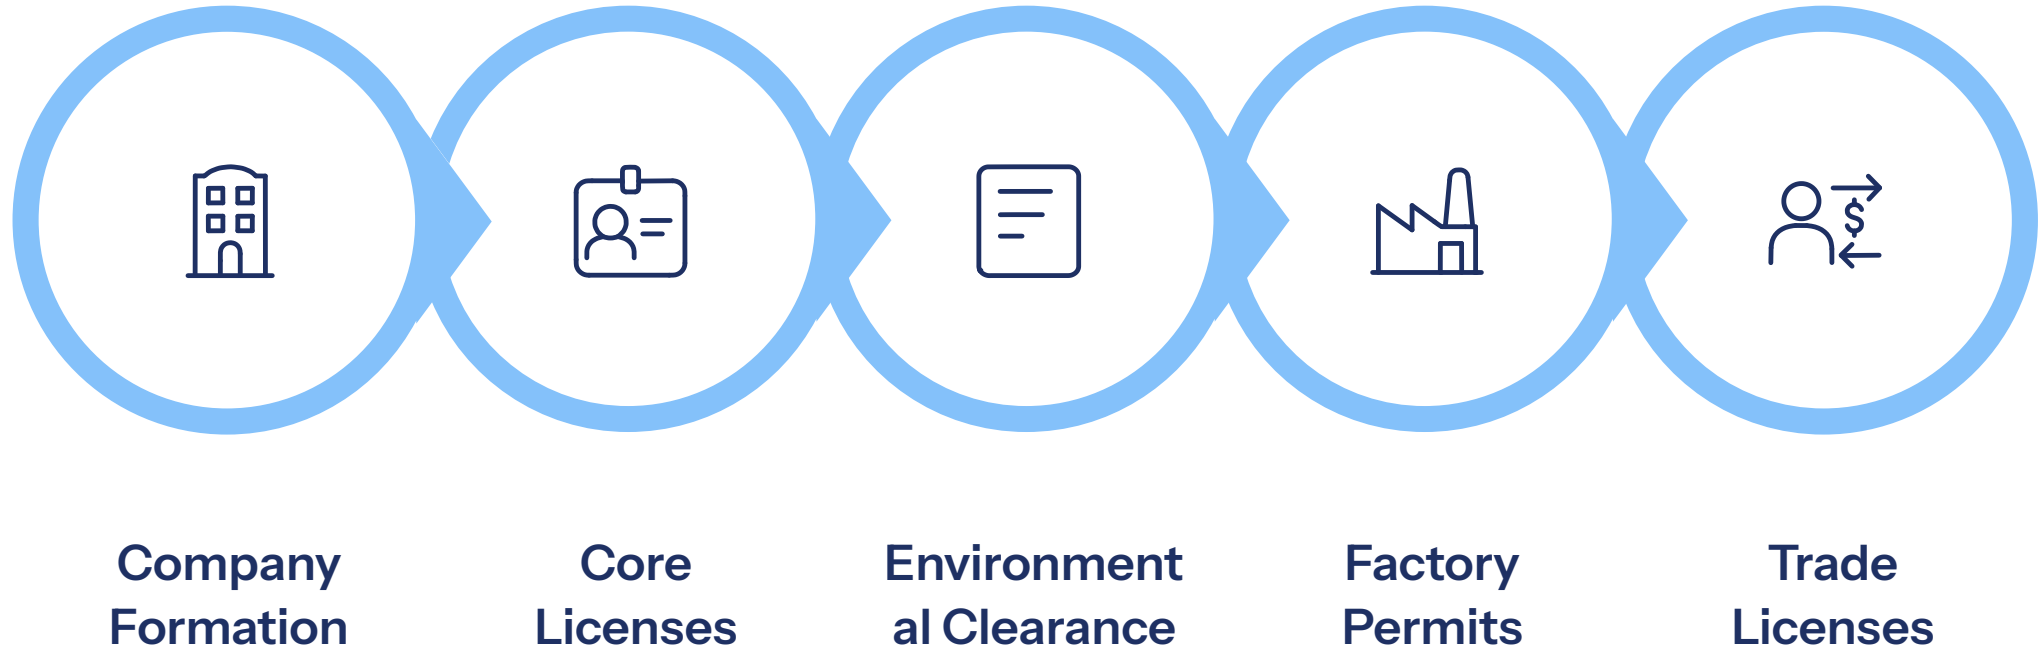 Company
Formation
Core
Licenses
Environment
al Clearance
Factory
Permits
$
Trade
Licenses